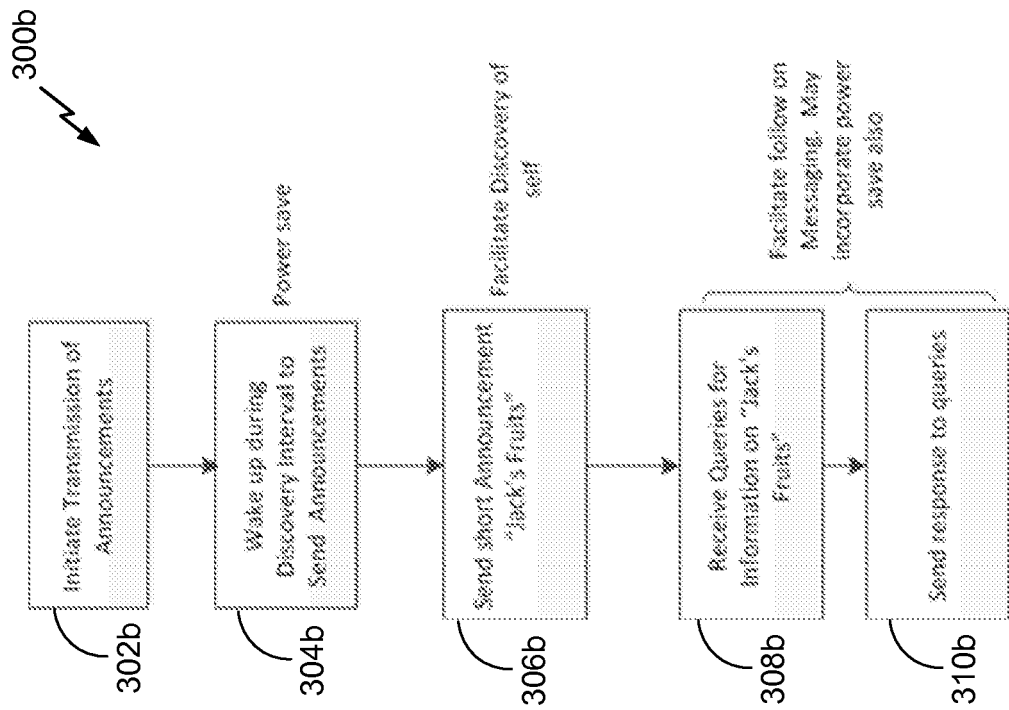 300b
302b
Initiate Transmission of
Announcements
304b
Wake up during
Discovery Interval to
Send Announcements
Power save
306b
Send short Announcement
"Jack's Fruits"
Facilitate Discovery of
self
308b
Receive Queries for
Information on "Jack's
Fruits"
310b
Send response to queries
Facilitate follow on
Messaging. May
incorporate power
save also